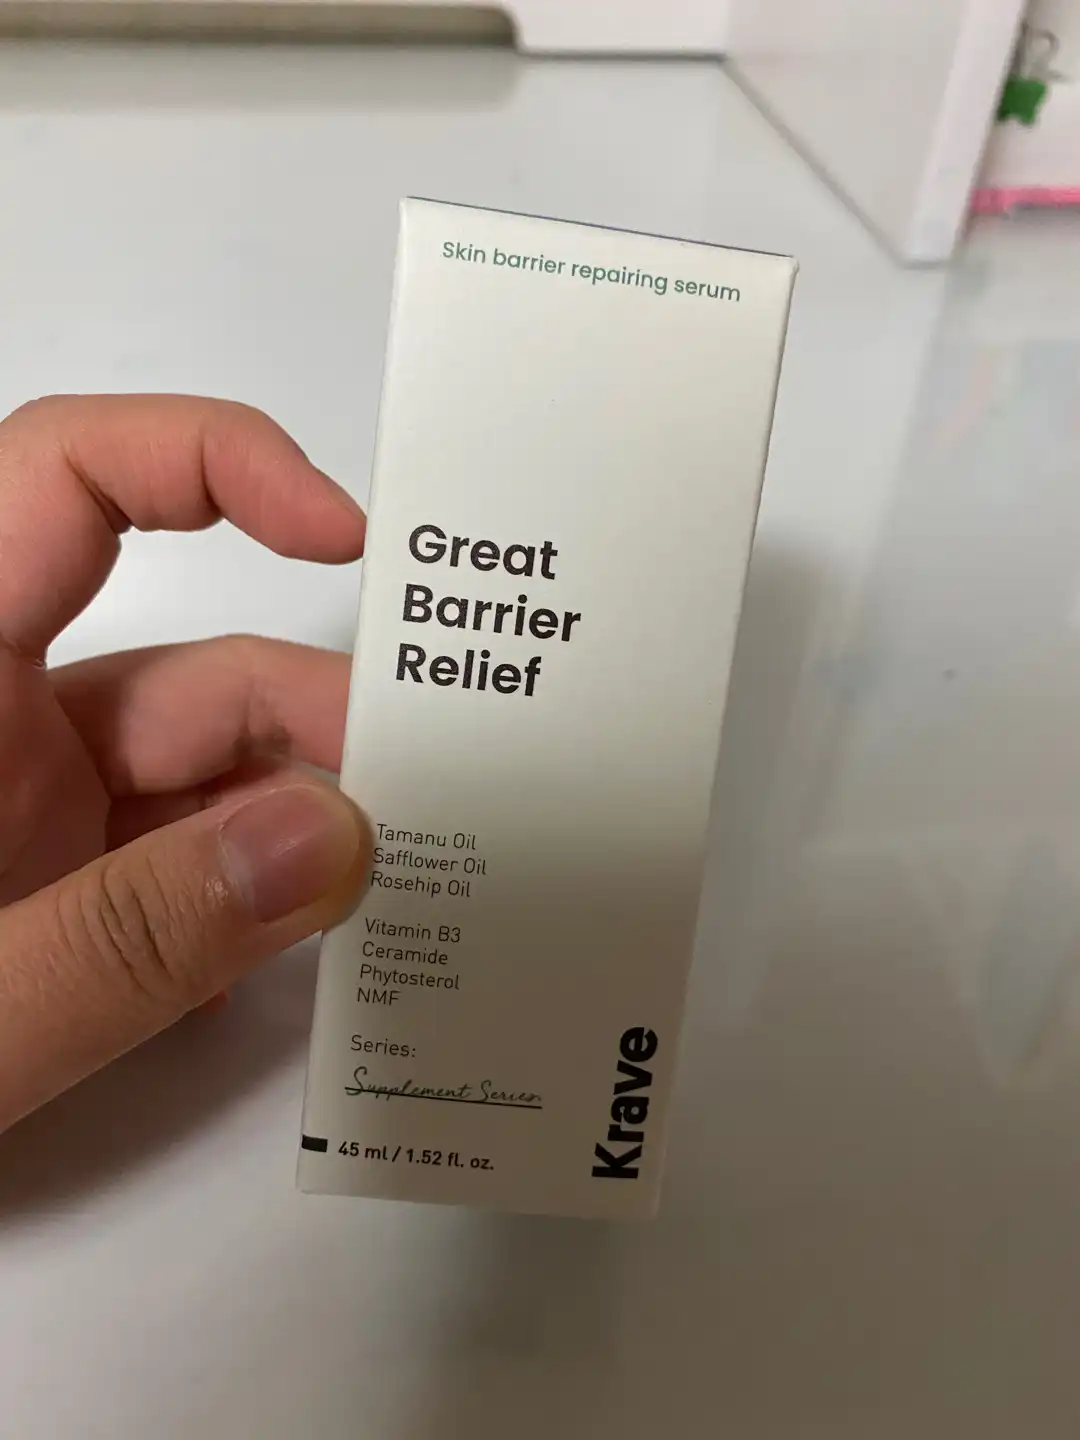 Skin barrier repairing serum
Great
Barrier
Relief
Tamanu Oil
Safflower Oil
Rosehip Oil
Vitamin B3
Ceramide
Phytosterol
NMF
Series:
Supplement Series.
45 ml / 1.52 fl. oz.
Krave